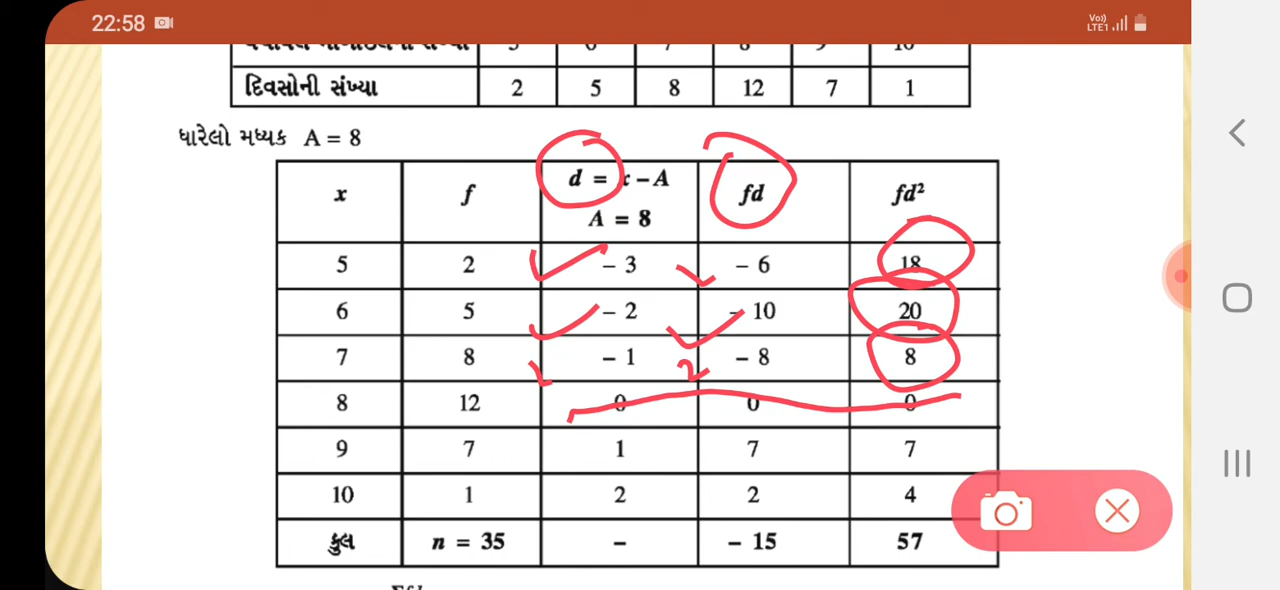 22:58
Vo)) LTE1
દિવસોની સંખ્યા 2 5 8 12 7 1
ધારેલો મધ્યક A = 8
x f d = x – A A = 8 fd fd²
5 2 – 3 – 6 18
6 5 – 2 – 10 20
7 8 – 1 – 8 8
8 12 0 0 0
9 7 1 7 7
10 1 2 2 4
કુલ n = 35 – – 15 57